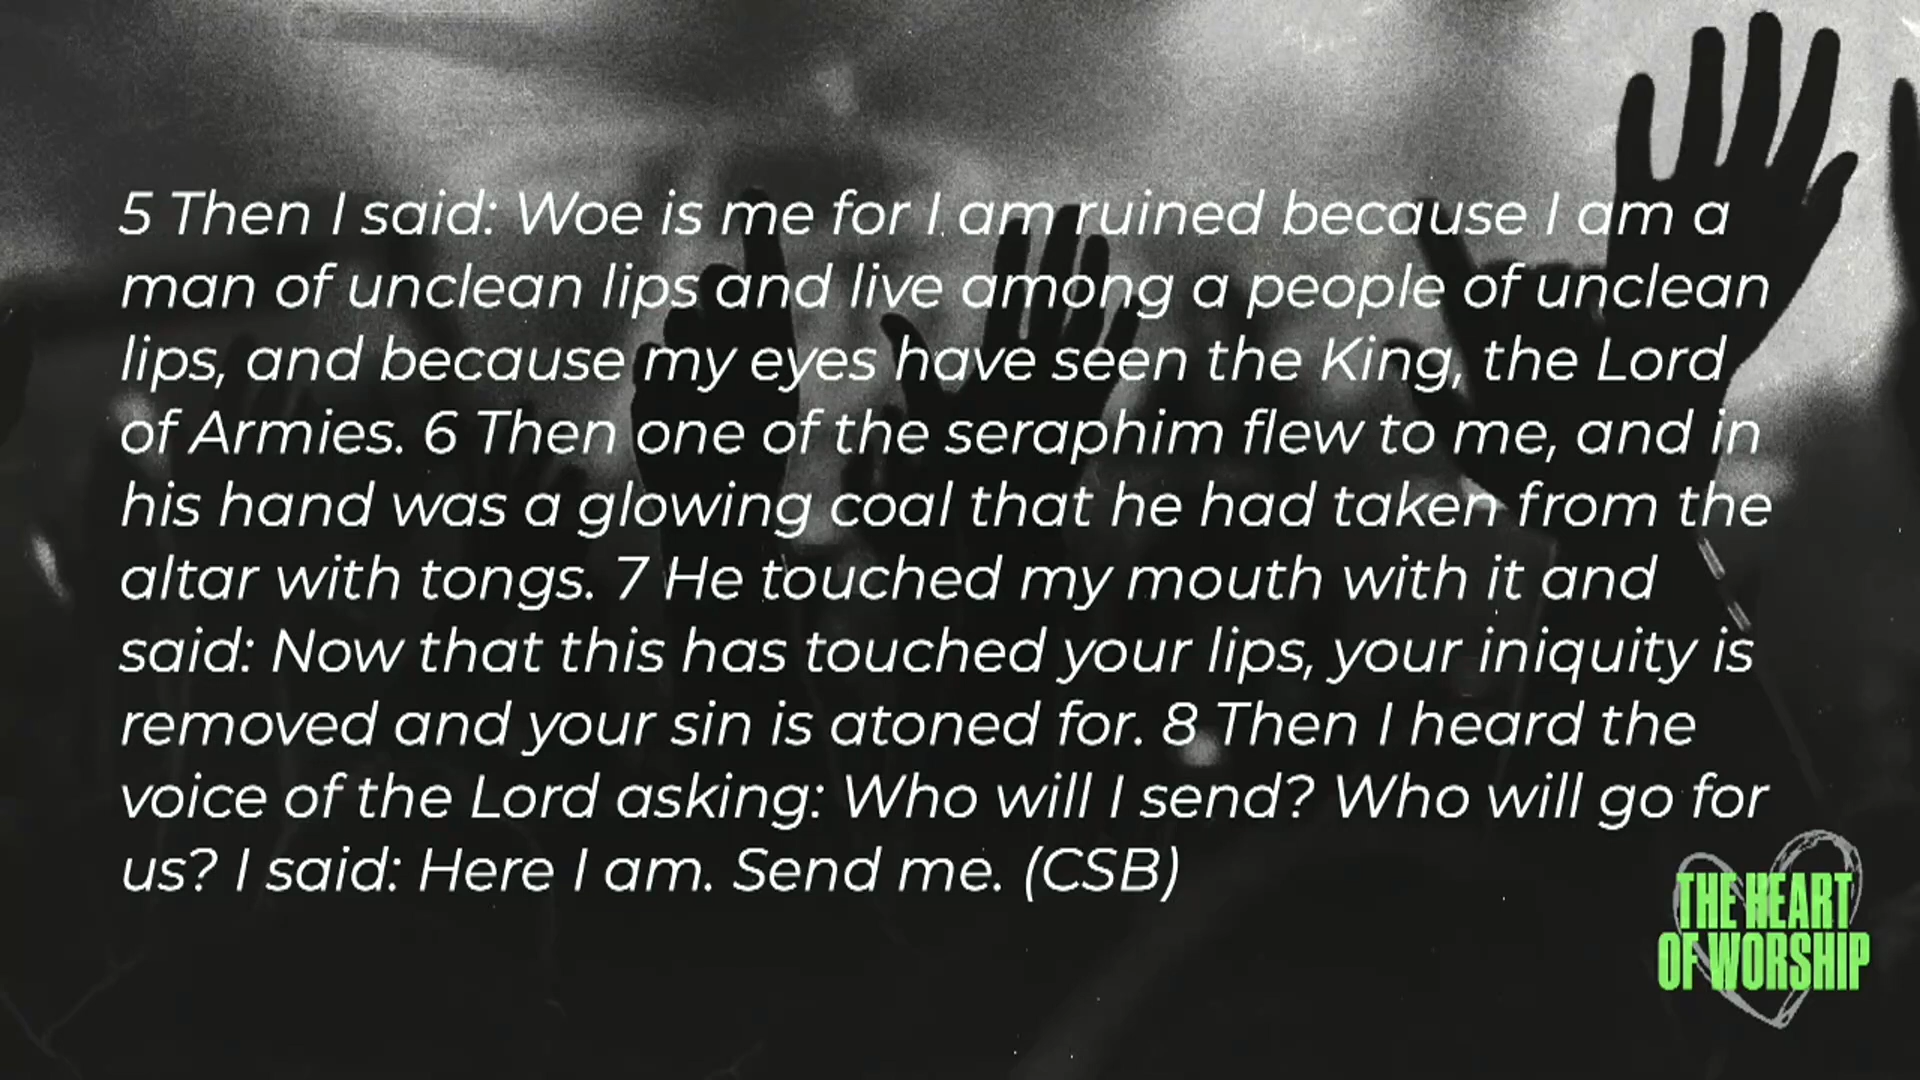 5 Then I said: Woe is me for I am ruined because I am a
man of unclean lips and live among a people of unclean
lips, and because my eyes have seen the King, the Lord
of Armies. 6 Then one of the seraphim flew to me, and in
his hand was a glowing coal that he had taken from the
altar with tongs. 7 He touched my mouth with it and
said: Now that this has touched your lips, your iniquity is
removed and your sin is atoned for. 8 Then I heard the
voice of the Lord asking: Who will I send? Who will go for
us? I said: Here I am. Send me. (CSB)
THE HEART
OF WORSHIP